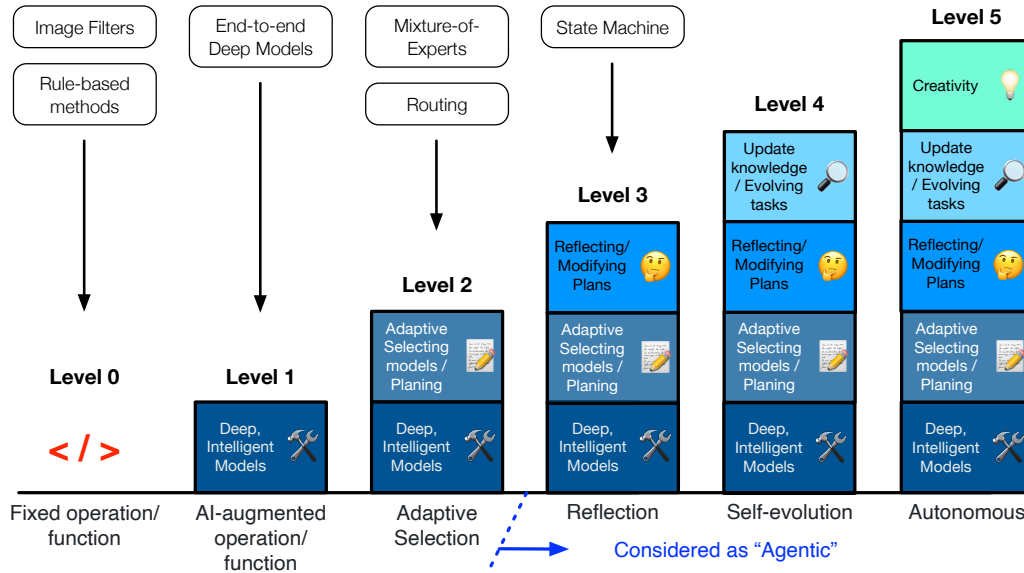 Image Filters
Rule-based
methods
End-to-end
Deep Models
Mixture-of-
Experts
Routing
State Machine
Level 0
< / >
Fixed operation/
function
Level 1
Deep,
Intelligent
Models
AI-augmented
operation/
function
Level 2
Adaptive
Selecting
models /
Planing
Deep,
Intelligent
Models
Adaptive
Selection
Level 3
Reflecting/
Modifying
Plans
Adaptive
Selecting
models /
Planing
Deep,
Intelligent
Models
Reflection
Level 4
Update
knowledge
/ Evolving
tasks
Reflecting/
Modifying
Plans
Adaptive
Selecting
models /
Planing
Deep,
Intelligent
Models
Self-evolution
Level 5
Creativity
Update
knowledge
/ Evolving
tasks
Reflecting/
Modifying
Plans
Adaptive
Selecting
models /
Planing
Deep,
Intelligent
Models
Autonomous
Considered as “Agentic”